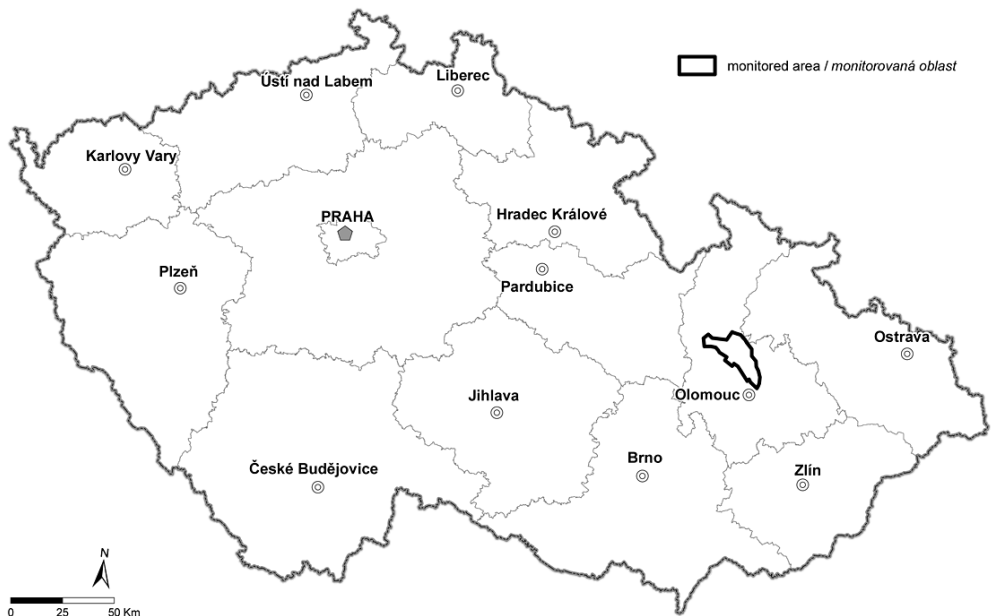 Ústí nad Labem
Liberec
monitored area / monitorovaná oblast
Karlovy Vary
PRAHA
Hradec Králové
Plzeň
Pardubice
Ostrava
Jihlava
Olomouc
Brno
České Budějovice
Zlín
N
0 25 50 Km